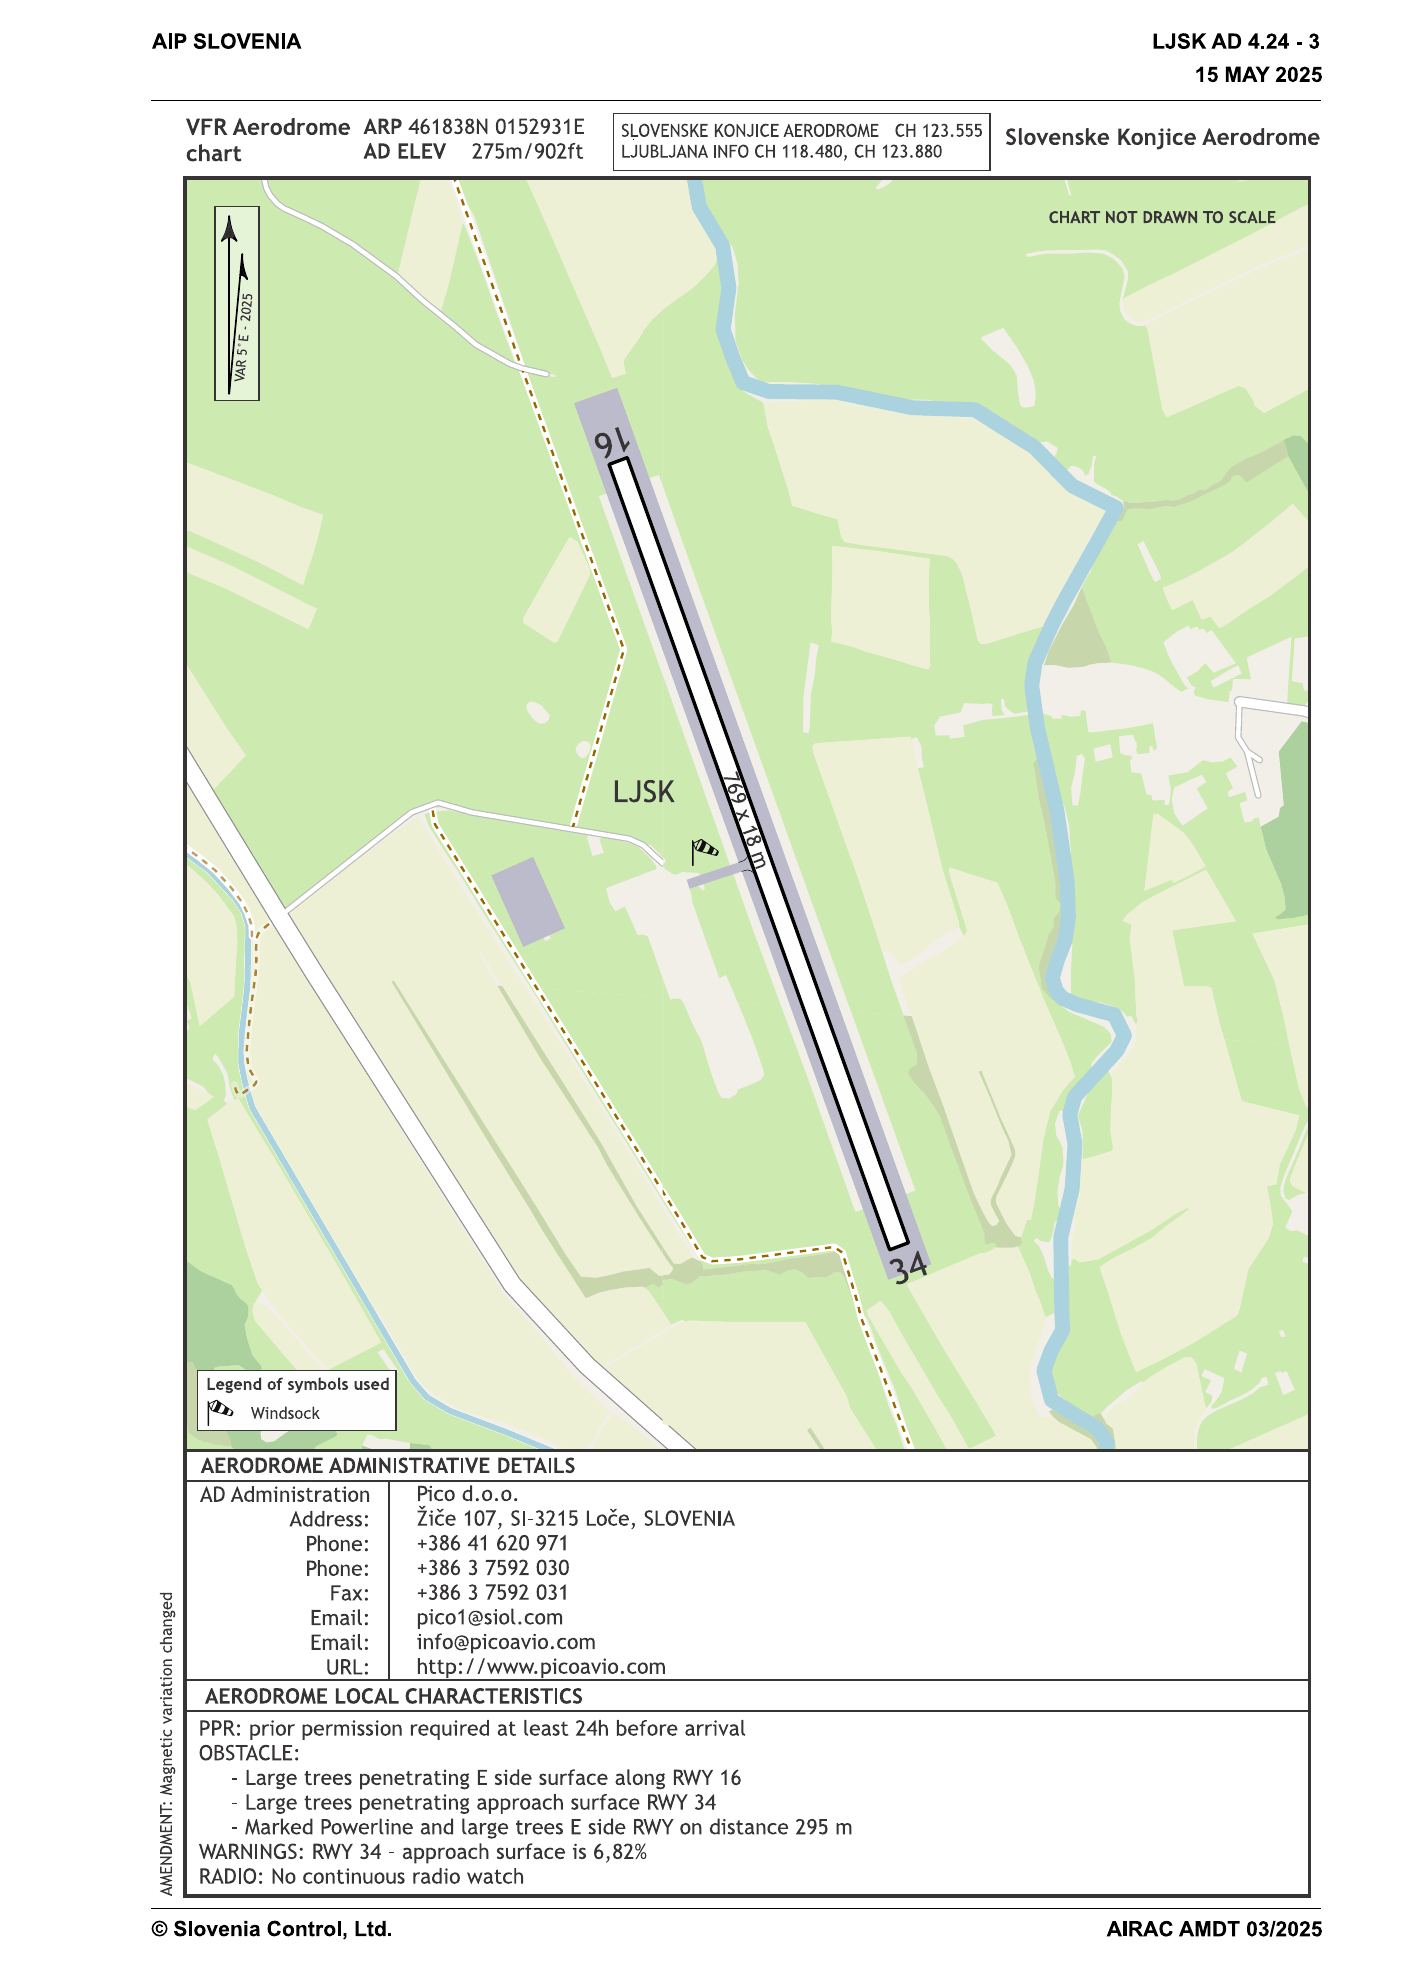 AIP SLOVENIA
LJSK AD 4.24 - 3
15 MAY 2025
VFR Aerodrome chart
ARP 461838N 0152931E
AD ELEV 275m/902ft
SLOVENSKE KONJICE AERODROME CH 123.555
LJUBLJANA INFO CH 118.480, CH 123.880
Slovenske Konjice Aerodrome
CHART NOT DRAWN TO SCALE
VAR 5°E - 2025
16
LJSK
769 x 18 m
34
Legend of symbols used
Windsock
AERODROME ADMINISTRATIVE DETAILS
AD Administration Pico d.o.o.
Address: Žiče 107, SI-3215 Loče, SLOVENIA
Phone: +386 41 620 971
Phone: +386 3 7592 030
Fax: +386 3 7592 031
Email: pico1@siol.com
Email: info@picoavio.com
URL: http://www.picoavio.com
AERODROME LOCAL CHARACTERISTICS
PPR: prior permission required at least 24h before arrival
OBSTACLE:
- Large trees penetrating E side surface along RWY 16
- Large trees penetrating approach surface RWY 34
- Marked Powerline and large trees E side RWY on distance 295 m
WARNINGS: RWY 34 - approach surface is 6,82%
RADIO: No continuous radio watch
AMENDMENT: Magnetic variation changed
© Slovenia Control, Ltd.
AIRAC AMDT 03/2025